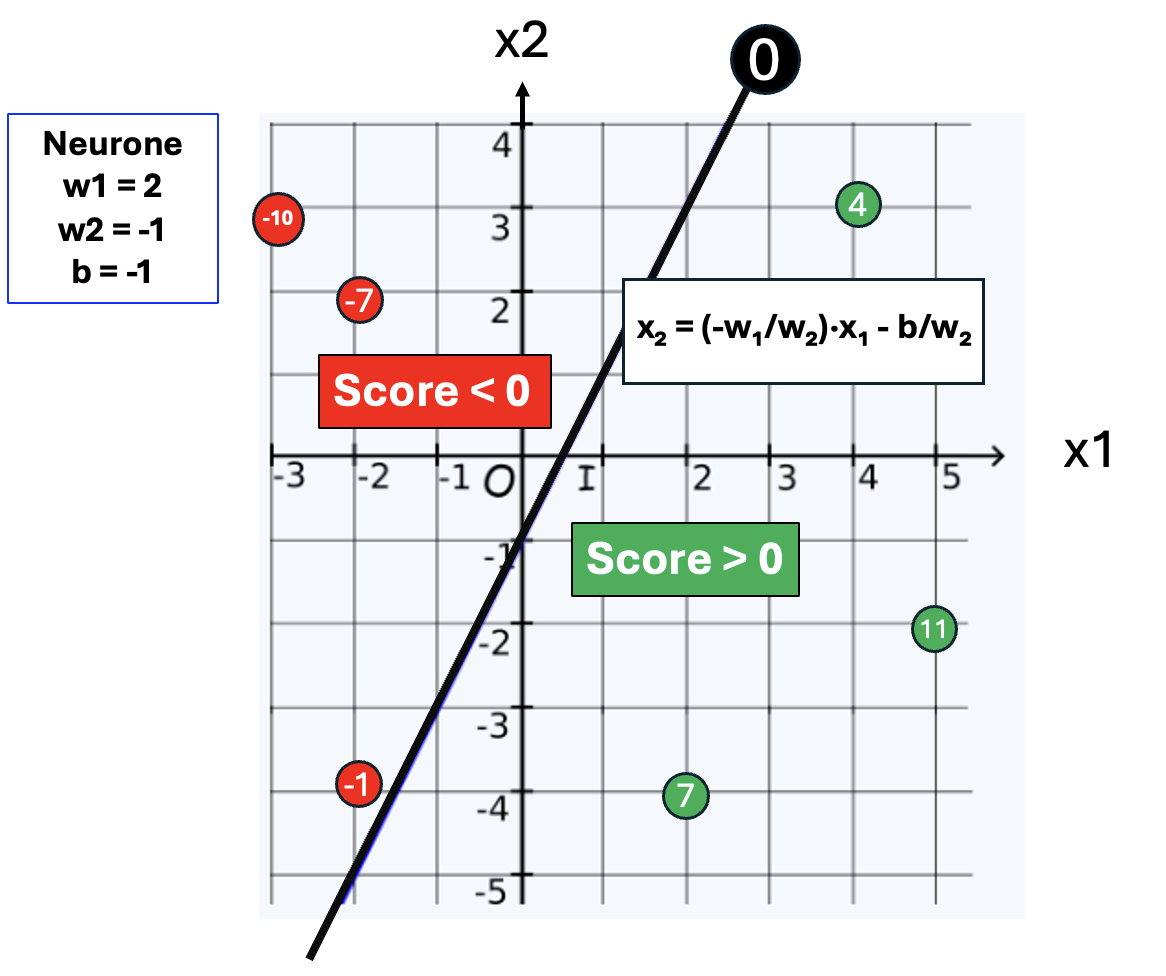 x2
0
Neurone
w1 = 2
w2 = -1
b = -1
4
-10
4
3
-7
2
x₂ = (-w₁/w₂)·x₁ - b/w₂
Score < 0
x1
-3 -2 -1 O I 2 3 4 5
-1
Score > 0
11
-2
-3
-1
7
-4
-5